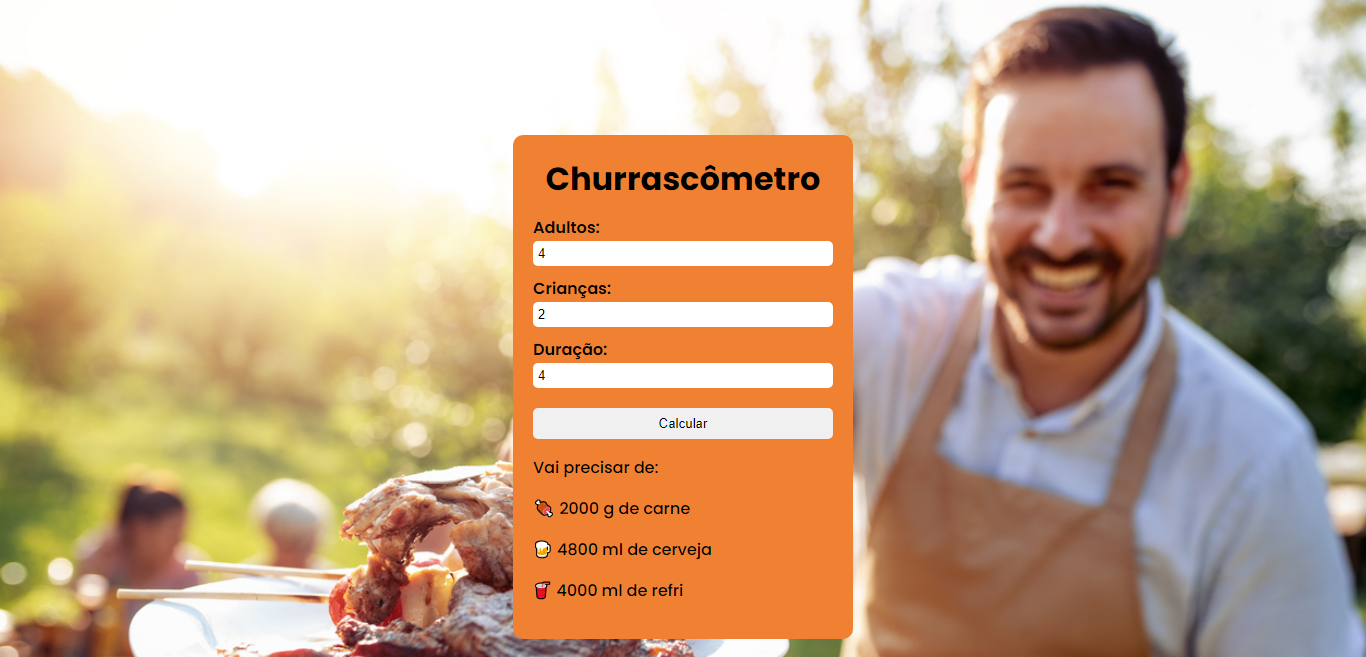 Churrascômetro
Adultos:
4
Crianças:
2
Duração:
4
Calcular
Vai precisar de:
🍖 2000 g de carne
🍺 4800 ml de cerveja
🥤 4000 ml de refri